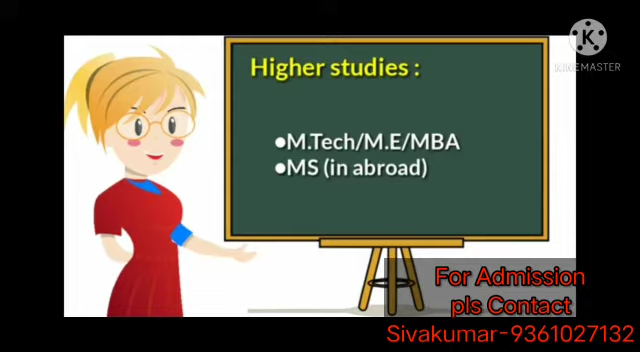 KINEMASTER
Higher studies :
●M.Tech/M.E/MBA
●MS (in abroad)
For Admission
pls Contact
Sivakumar-9361027132